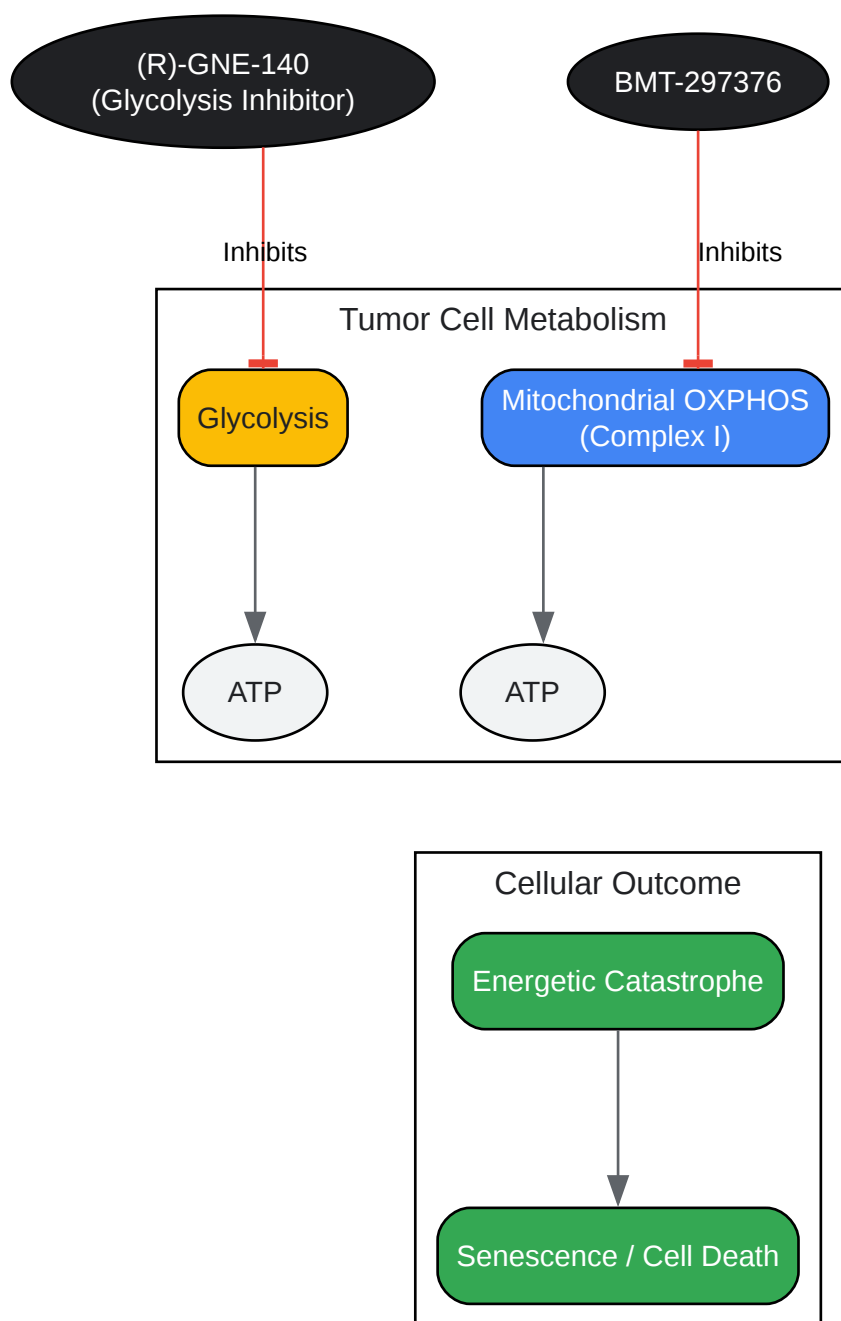 (R)-GNE-140
(Glycolysis Inhibitor)
BMT-297376
Inhibits
Inhibits
Tumor Cell Metabolism
Glycolysis
Mitochondrial OXPHOS
(Complex I)
ATP
ATP
Cellular Outcome
Energetic Catastrophe
Senescence / Cell Death